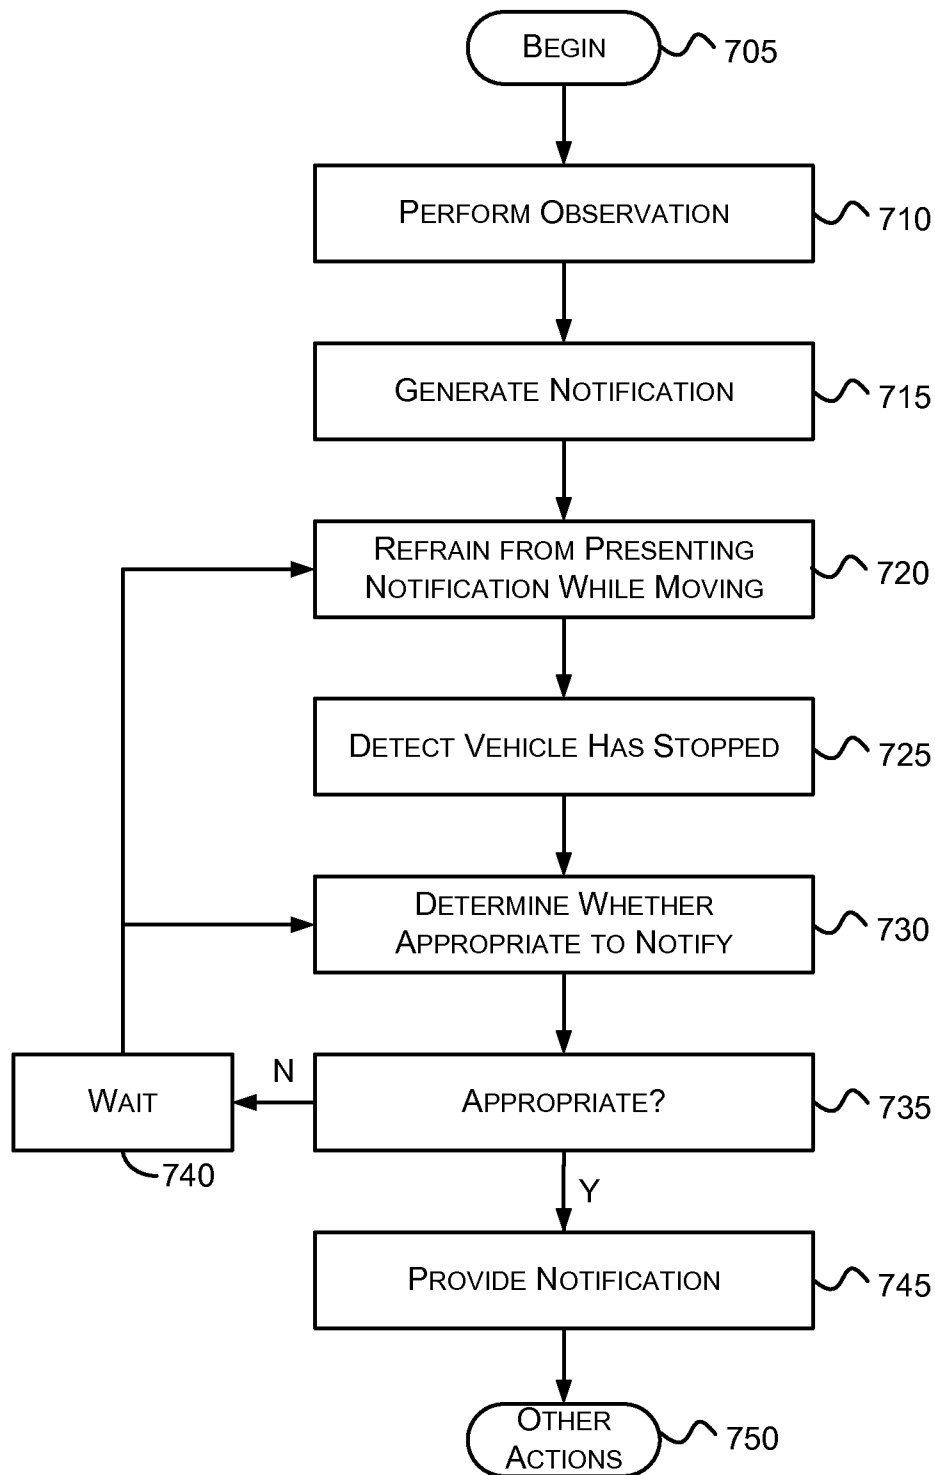 BEGIN
705
PERFORM OBSERVATION
710
GENERATE NOTIFICATION
715
REFRAIN FROM PRESENTING
NOTIFICATION WHILE MOVING
720
DETECT VEHICLE HAS STOPPED
725
DETERMINE WHETHER
APPROPRIATE TO NOTIFY
730
WAIT
740
N
APPROPRIATE?
735
Y
PROVIDE NOTIFICATION
745
OTHER
ACTIONS
750